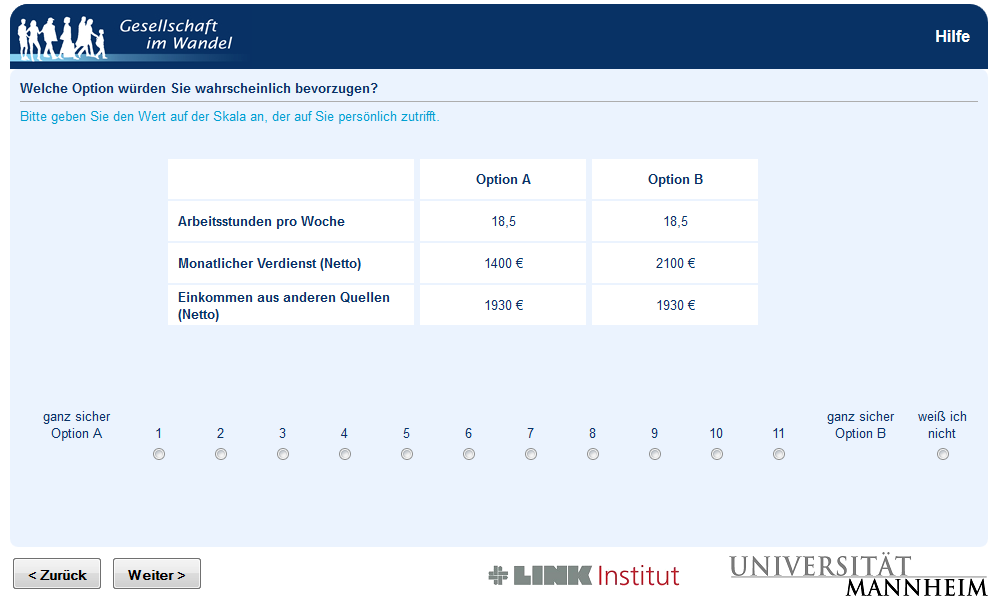 Gesellschaft
im Wandel
Hilfe
Welche Option würden Sie wahrscheinlich bevorzugen?
Bitte geben Sie den Wert auf der Skala an, der auf Sie persönlich zutrifft.
Option A Option B
Arbeitsstunden pro Woche 18,5 18,5
Monatlicher Verdienst (Netto) 1400 € 2100 €
Einkommen aus anderen Quellen
(Netto) 1930 € 1930 €
ganz sicher ganz sicher weiß ich
Option A 1 2 3 4 5 6 7 8 9 10 11 Option B nicht
< Zurück Weiter >
LINK Institut
UNIVERSITÄT
MANNHEIM